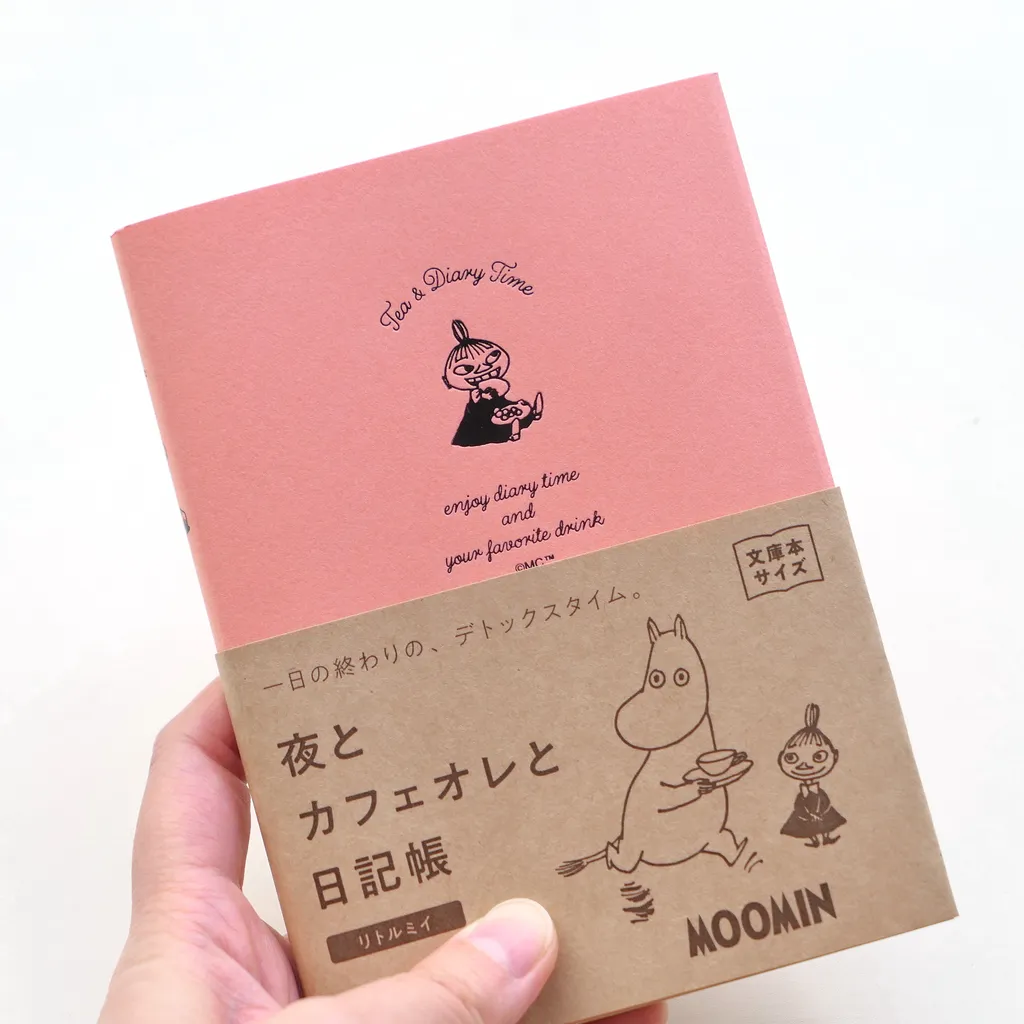 Tea & Diary Time
enjoy diary time
and
your favorite drink
©MC™
文庫本
サイズ
一日の終わりの、デトックスタイム。
夜と
カフェオレと
日記帳
リトルミイ
MOOMIN